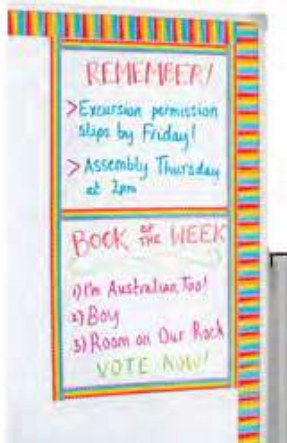 REMEMBER!
> Excursion permission
slips by Friday!
> Assembly Thursday
at 2pm
BOOK OF THE WEEK
1) I'm Australian Too!
2) Boy
3) Room on Our Rock
VOTE NOW!